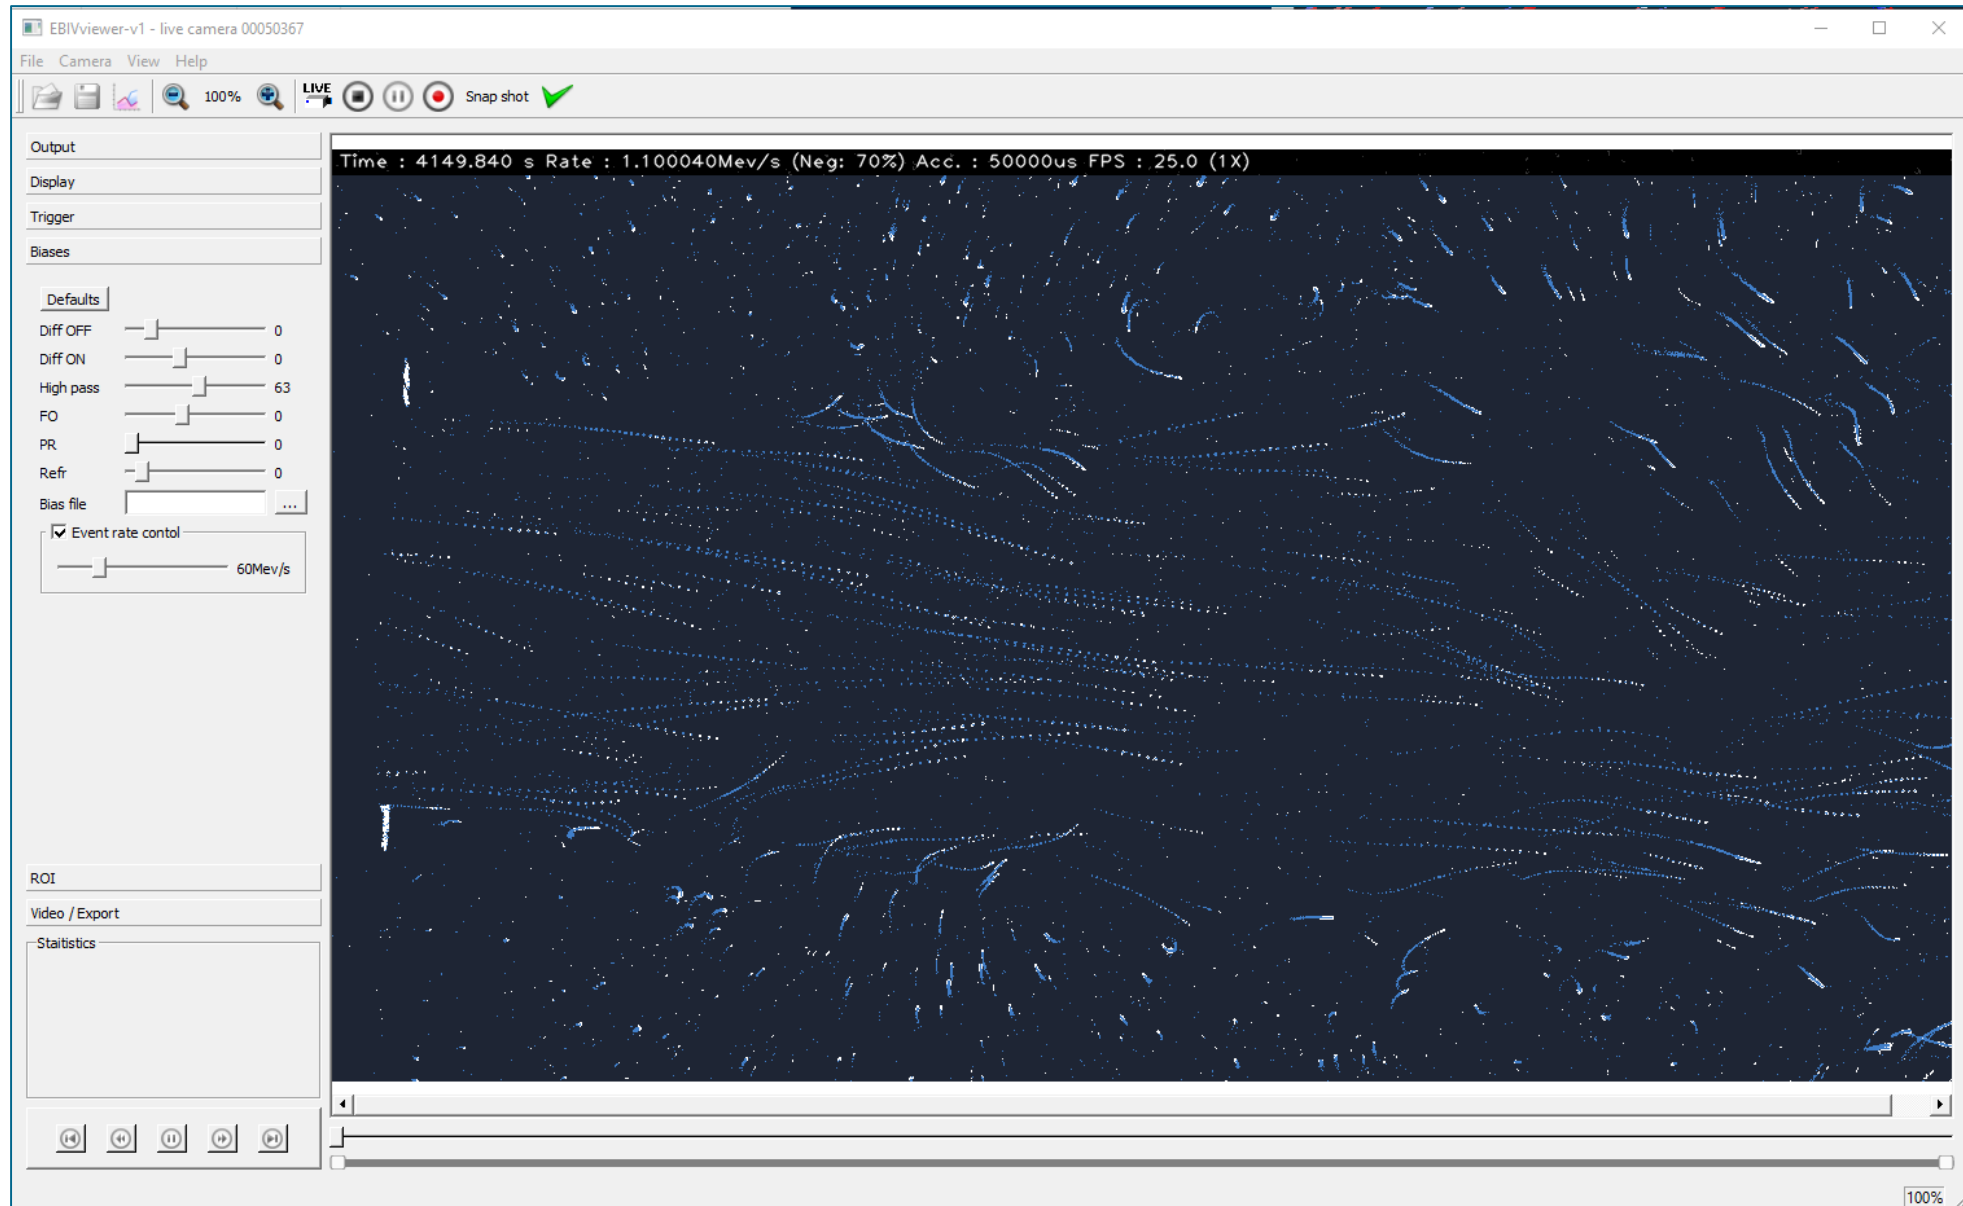 EBIVviewer-v1 - live camera 00050367
File Camera View Help
100% LIVE Snap shot
Output
Display
Trigger
Biases
Defaults
Diff OFF 0
Diff ON 0
High pass 63
FO 0
PR 0
Refr 0
Bias file ...
Event rate contol
60Mev/s
ROI
Video / Export
Staitistics
Time : 4149.840 s Rate : 1.100040Mev/s (Neg: 70%) Acc. : 50000us FPS : 25.0 (1X)
100%